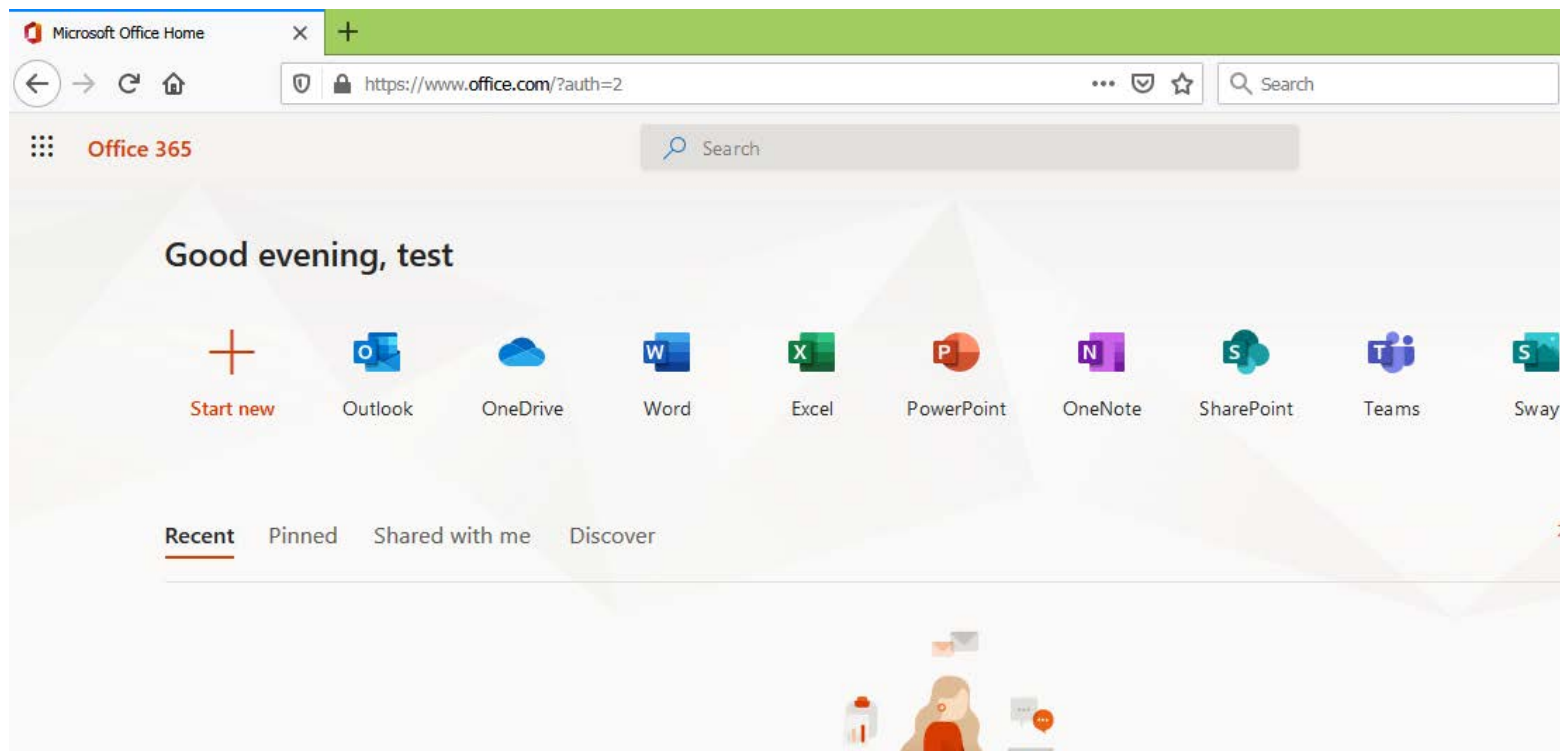 Microsoft Office Home
https://www.office.com/?auth=2
Search
Office 365
Search
Good evening, test
Start new Outlook OneDrive Word Excel PowerPoint OneNote SharePoint Teams Sway
Recent Pinned Shared with me Discover